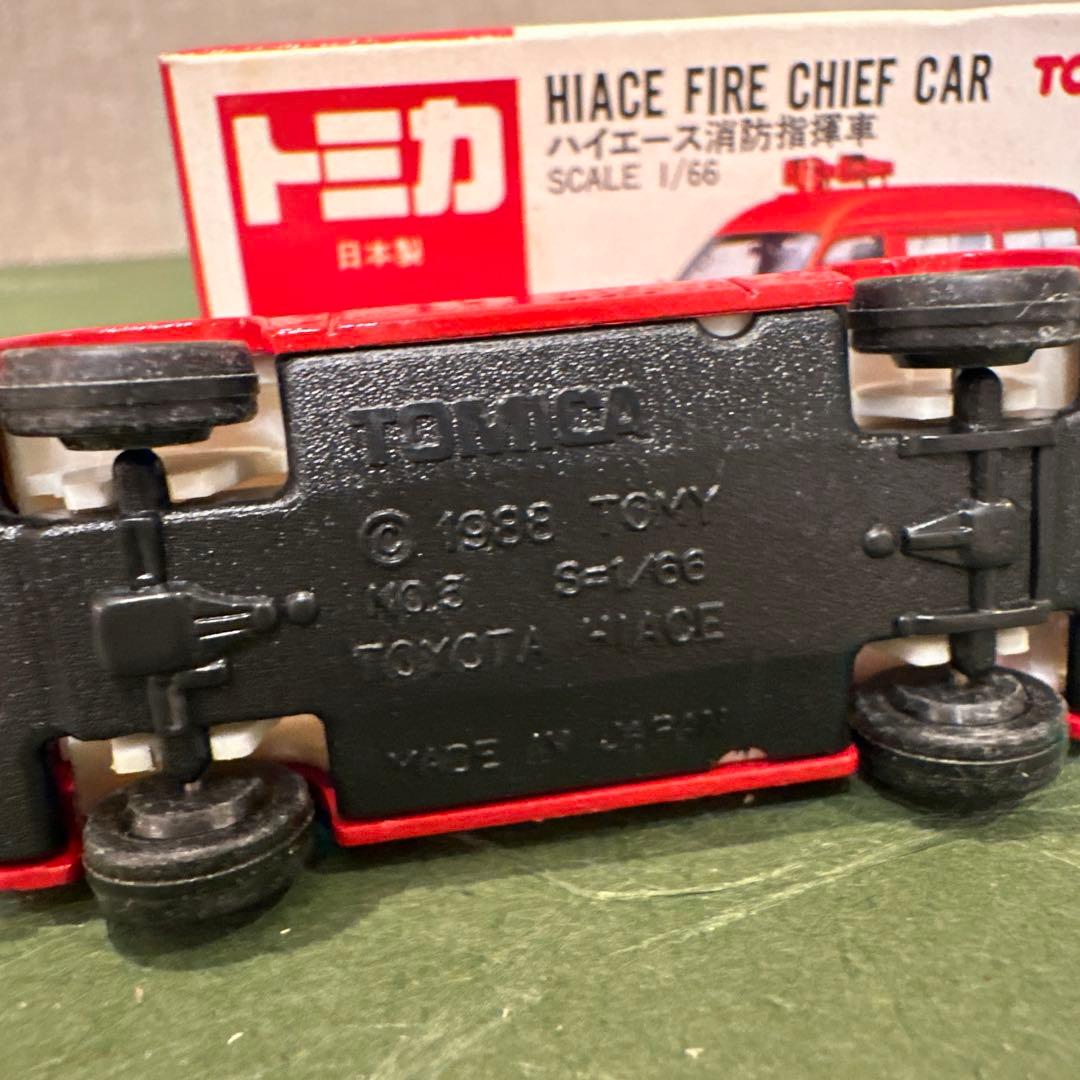 トミカ
日本製
HIACE FIRE CHIEF CAR
ハイエース消防指揮車
SCALE 1/66
TO
TOMICA
© 1988 TOMY
NO.5 S=1/66
TOYOTA HIACE
MADE IN JAPAN